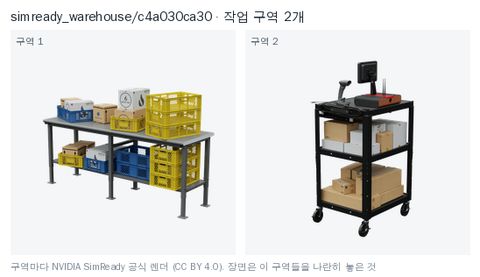 simready_warehouse/c4a030ca30 · 작업 구역 2개
구역 1
구역 2
구역마다 NVIDIA SimReady 공식 렌더 (CC BY 4.0). 장면은 이 구역들을 나란히 놓은 것